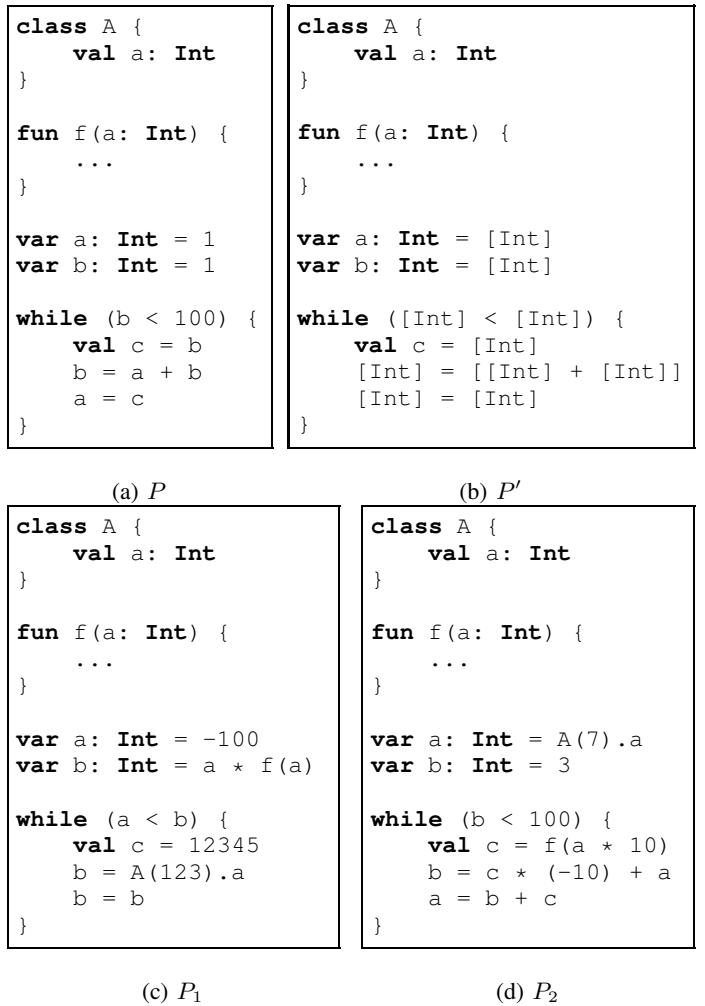 class A {
    val a: Int
}

fun f(a: Int) {
    ...
}

var a: Int = 1
var b: Int = 1

while (b < 100) {
    val c = b
    b = a + b
    a = c
}

(a) P

class A {
    val a: Int
}

fun f(a: Int) {
    ...
}

var a: Int = [Int]
var b: Int = [Int]

while ([Int] < [Int]) {
    val c = [Int]
    [Int] = [[Int] + [Int]]
    [Int] = [Int]
}

(b) P′

class A {
    val a: Int
}

fun f(a: Int) {
    ...
}

var a: Int = -100
var b: Int = a * f(a)

while (a < b) {
    val c = 12345
    b = A(123).a
    b = b
}

(c) P₁

class A {
    val a: Int
}

fun f(a: Int) {
    ...
}

var a: Int = A(7).a
var b: Int = 3

while (b < 100) {
    val c = f(a * 10)
    b = c * (-10) + a
    a = b + c
}

(d) P₂